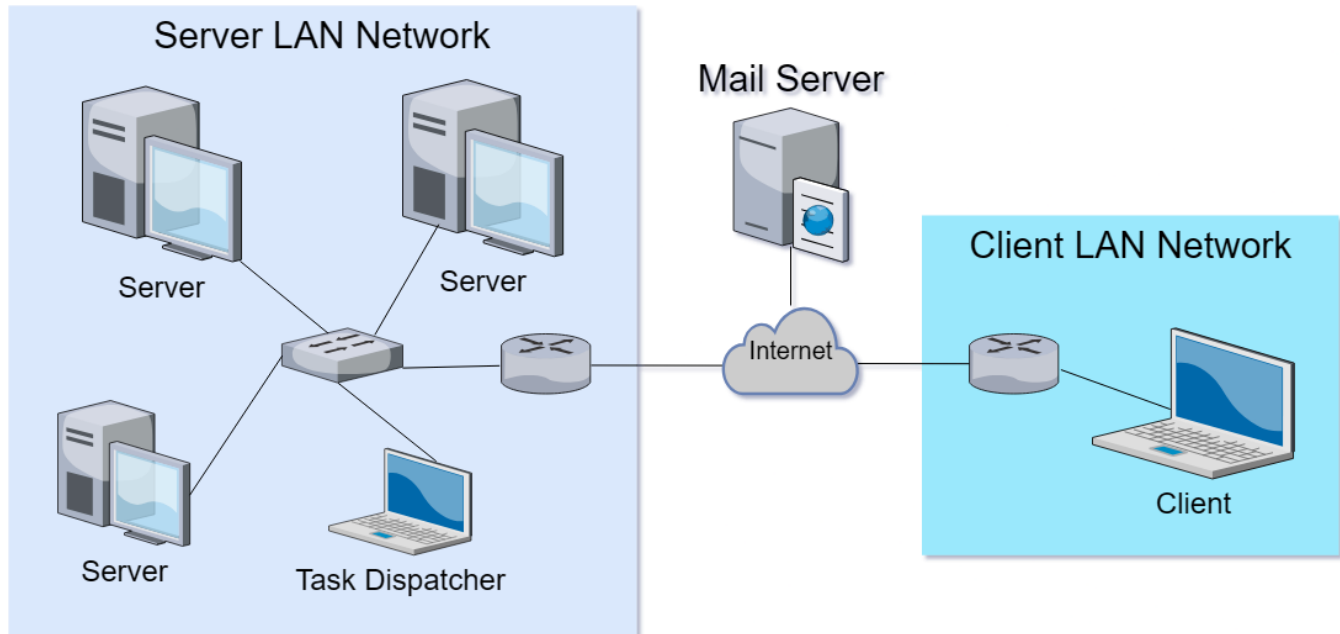 Server LAN Network
Mail Server
Server
Server
Client LAN Network
Internet
Server
Task Dispatcher
Client